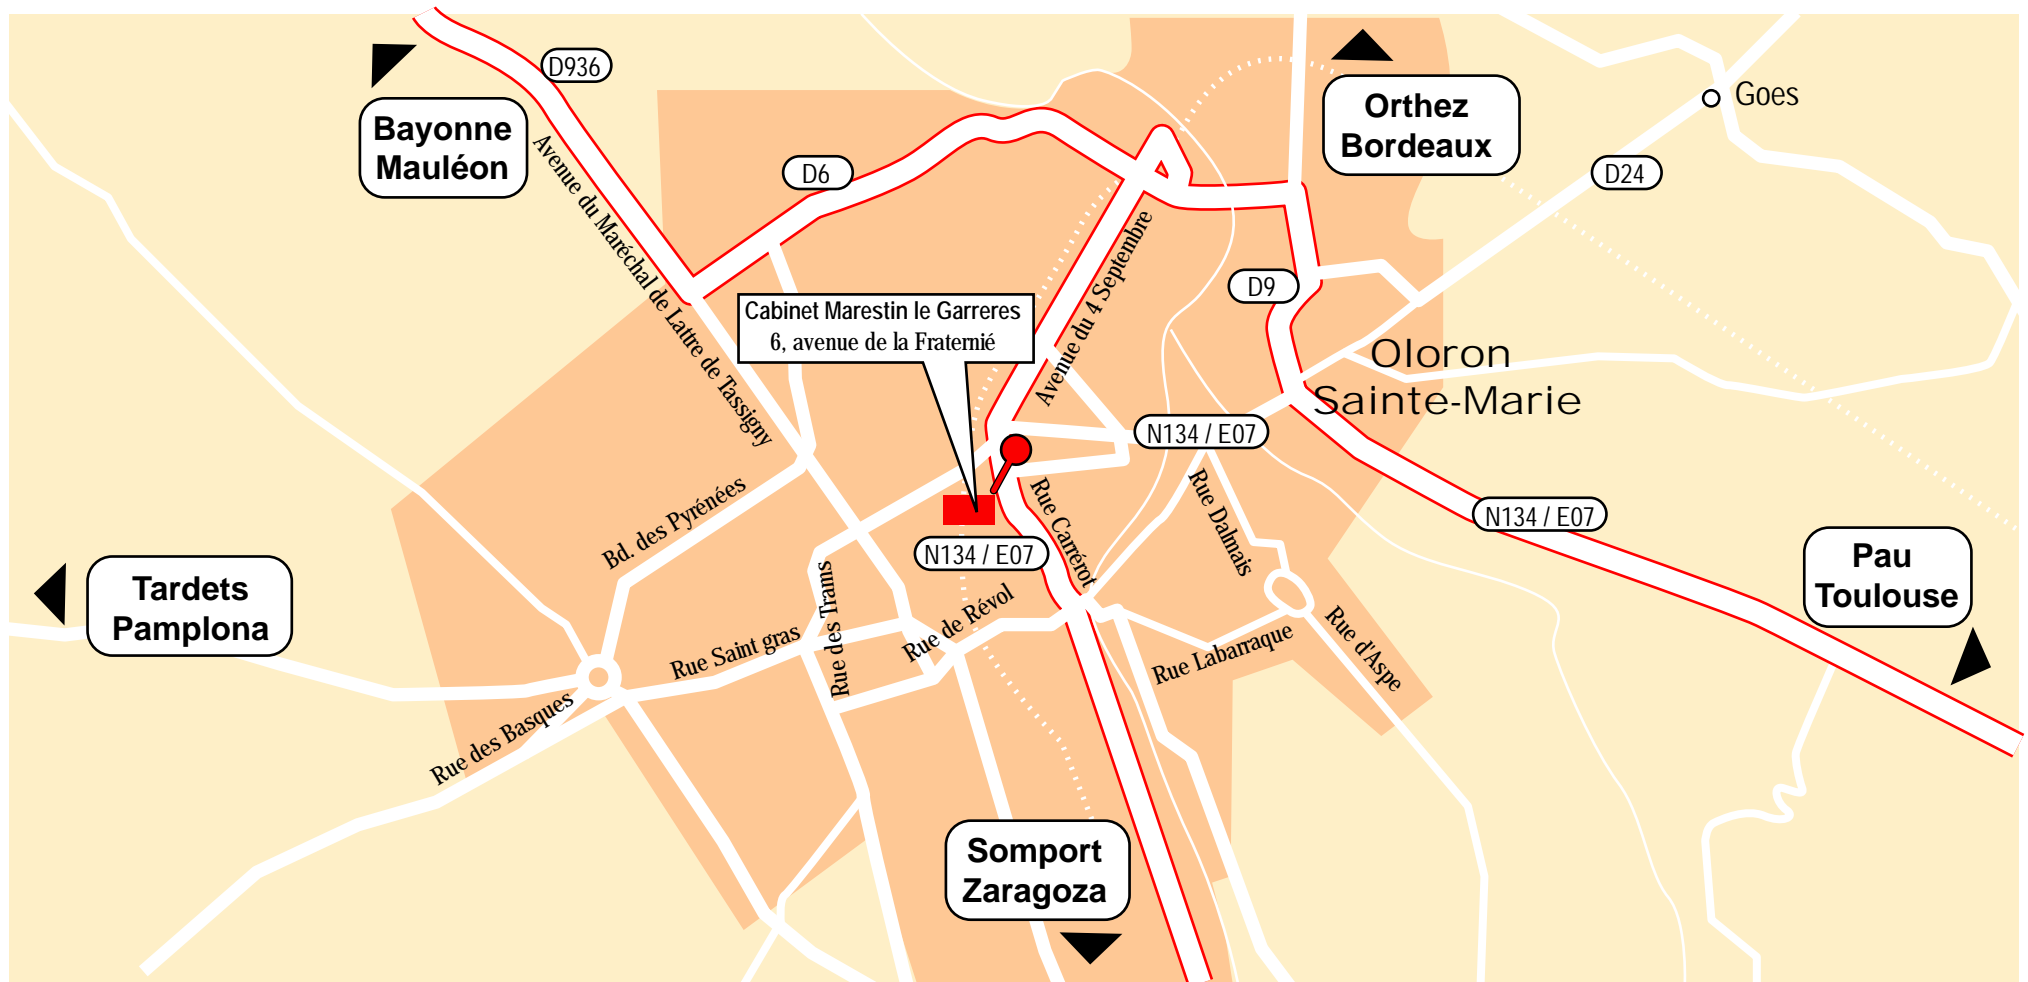 D936
Bayonne
Mauléon
Avenue du Maréchal de Lattre de Tassigny
D6
Orthez
Bordeaux
Goes
D24
Avenue du 4 Septembre
D9
Cabinet Marestin le Garreres
6, avenue de la Fraternié
Oloron
Sainte-Marie
N134 / E07
Bd. des Pyrénées
Rue Carrérot
Rue Dalmais
N134 / E07
N134 / E07
Pau
Toulouse
Tardets
Pamplona
Rue des Trams
Rue de Révol
Rue Saint gras
Rue Labarraque
Rue d'Aspe
Rue des Basques
Somport
Zaragoza